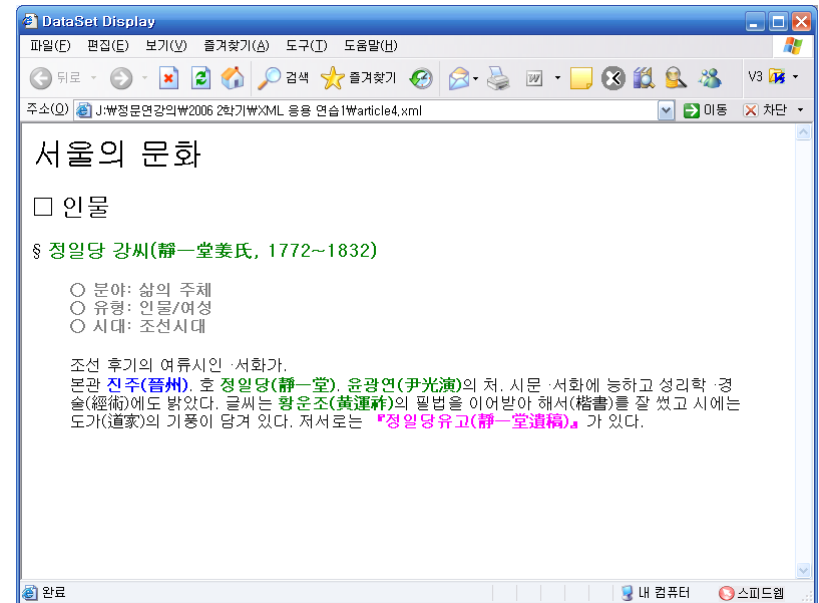 DataSet Display
파일(F) 편집(E) 보기(V) 즐겨찾기(A) 도구(T) 도움말(H)
뒤로 검색 즐겨찾기 V3
주소(O) J:₩정문연강의₩2006 2학기₩XML 응용 연습1₩article4.xml 이동 차단
서울의 문화
□ 인물
§ 정일당 강씨(靜一堂姜氏, 1772~1832)
○ 분야: 삶의 주체
○ 유형: 인물/여성
○ 시대: 조선시대
조선 후기의 여류시인 ·서화가.
본관 진주(晉州). 호 정일당(靜一堂). 윤광연(尹光演)의 처. 시문 ·서화에 능하고 성리학 ·경
술(經術)에도 밝았다. 글씨는 황운조(黃運祚)의 필법을 이어받아 해서(楷書)를 잘 썼고 시에는
도가(道家)의 기풍이 담겨 있다. 저서로는 『정일당유고(靜一堂遺稿)』가 있다.
완료 내 컴퓨터 스피드웹